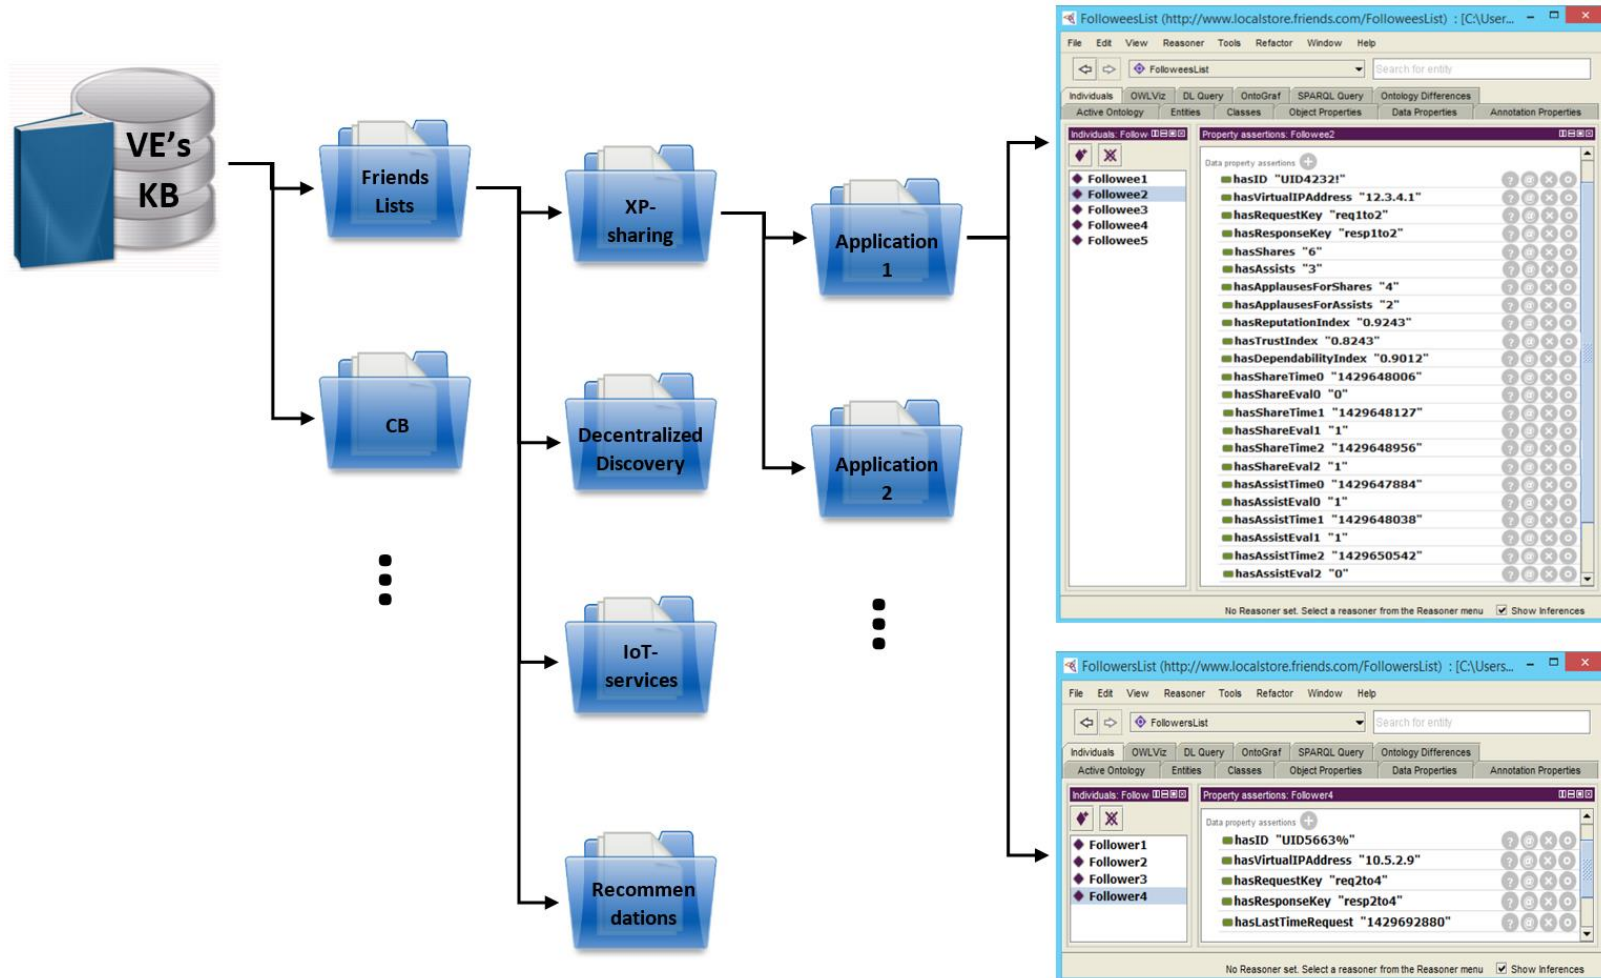 VE's
KB
Friends
Lists
CB
XP-
sharing
Decentralized
Discovery
IoT-
services
Recommen
dations
Application
1
Application
2
FolloweesList (http://www.localstore.friends.com/FolloweesList) : [C:\User...
File Edit View Reasoner Tools Refactor Window Help
FolloweesList
Search for entity
Individuals OWLViz DL Query OntoGraf SPARQL Query Ontology Differences
Active Ontology Entities Classes Object Properties Data Properties Annotation Properties
Individuals: Follow
Followee1
Followee2
Followee3
Followee4
Followee5
Property assertions: Followee2
Data property assertions
hasID "UID4232!"
hasVirtualIPAddress "12.3.4.1"
hasRequestKey "req1to2"
hasResponseKey "resp1to2"
hasShares "6"
hasAssists "3"
hasApplausesForShares "4"
hasApplausesForAssists "2"
hasReputationIndex "0.9243"
hasTrustIndex "0.8243"
hasDependabilityIndex "0.9012"
hasShareTime0 "1429648006"
hasShareEval0 "0"
hasShareTime1 "1429648127"
hasShareEval1 "1"
hasShareTime2 "1429648956"
hasShareEval2 "1"
hasAssistTime0 "1429647884"
hasAssistEval0 "1"
hasAssistTime1 "1429648038"
hasAssistEval1 "1"
hasAssistTime2 "1429650542"
hasAssistEval2 "0"
No Reasoner set. Select a reasoner from the Reasoner menu Show Inferences
FollowersList (http://www.localstore.friends.com/FollowersList) : [C:\Users...
File Edit View Reasoner Tools Refactor Window Help
FollowersList
Search for entity
Individuals OWLViz DL Query OntoGraf SPARQL Query Ontology Differences
Active Ontology Entities Classes Object Properties Data Properties Annotation Properties
Individuals: Follow
Follower1
Follower2
Follower3
Follower4
Property assertions: Follower4
Data property assertions
hasID "UID5663%"
hasVirtualIPAddress "10.5.2.9"
hasRequestKey "req2to4"
hasResponseKey "resp2to4"
hasLastTimeRequest "1429692880"
No Reasoner set. Select a reasoner from the Reasoner menu Show Inferences